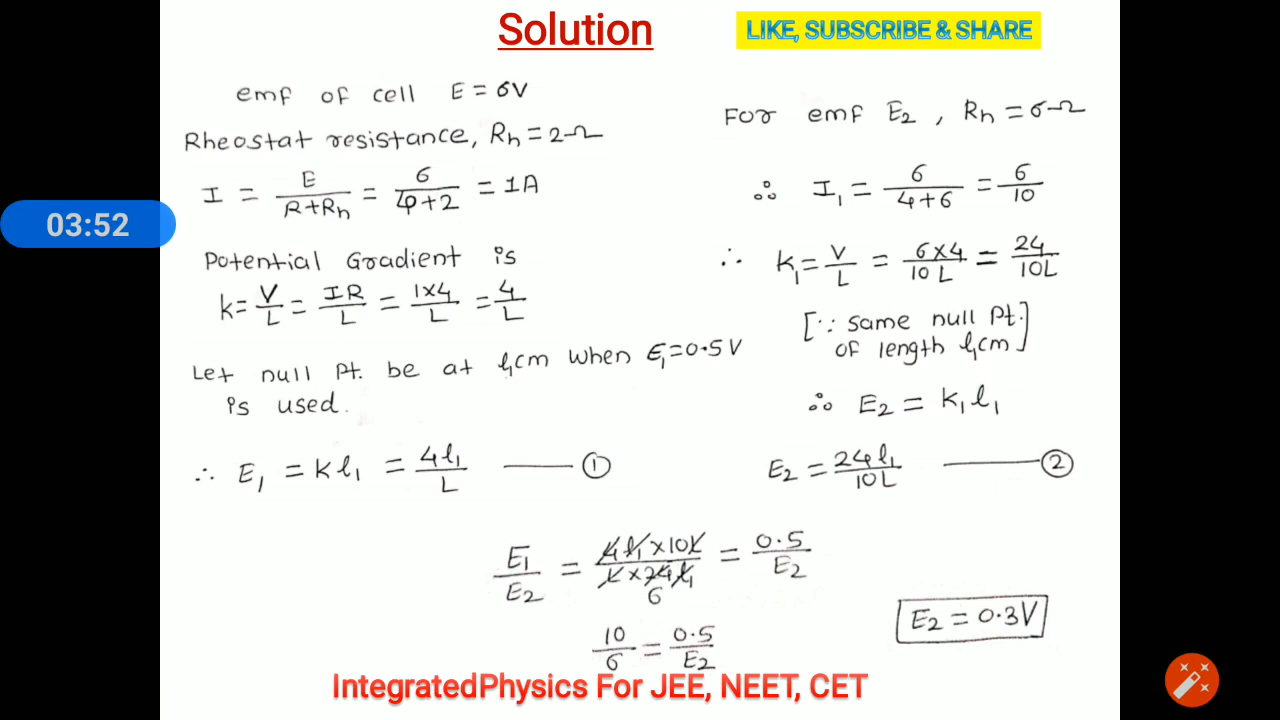 Solution
LIKE, SUBSCRIBE & SHARE
03:52
emf of cell E = 6V
Rheostat resistance, Rh = 2Ω
I = E/(R+Rh) = 6/(4+2) = 1A
Potential Gradient is
k = V/L = IR/L = 1×4/L = 4/L
Let null Pt. be at l₁cm when E₁=0.5V
is used.
∴ E₁ = Kl₁ = 4l₁/L —— ①
For emf E₂, Rh = 6Ω
∴ I₁ = 6/(4+6) = 6/10
∴ K₁ = V/L = 6×4/10L = 24/10L
[∵ same null Pt.
of length l₁cm]
∴ E₂ = K₁l₁
E₂ = 24l₁/10L —— ②
E₁/E₂ = 4l₁×10L/L×24l₁ 6 = 0.5/E₂
10/6 = 0.5/E₂
E₂ = 0.3V
IntegratedPhysics For JEE, NEET, CET